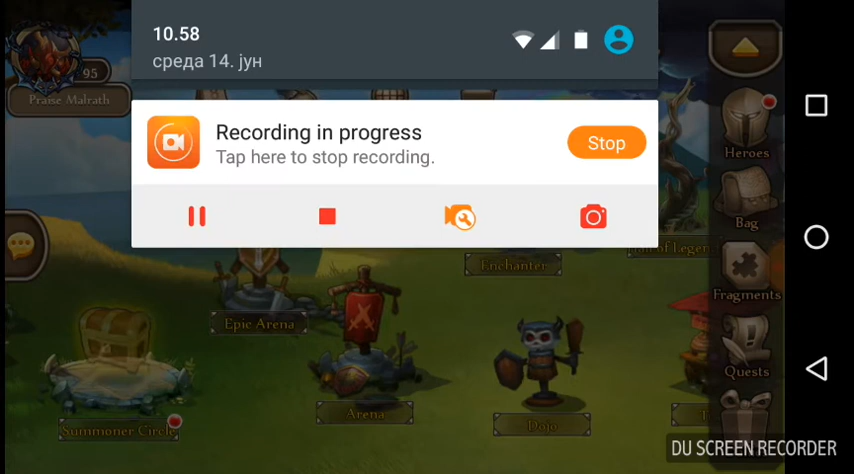 10.58
среда 14. јун
95
Praise Malrath
Recording in progress
Tap here to stop recording.
Stop
Heroes
Bag
Enchanter
Fragments
Epic Arena
Quests
Arena
Dojo
Summoner Circle
DU SCREEN RECORDER